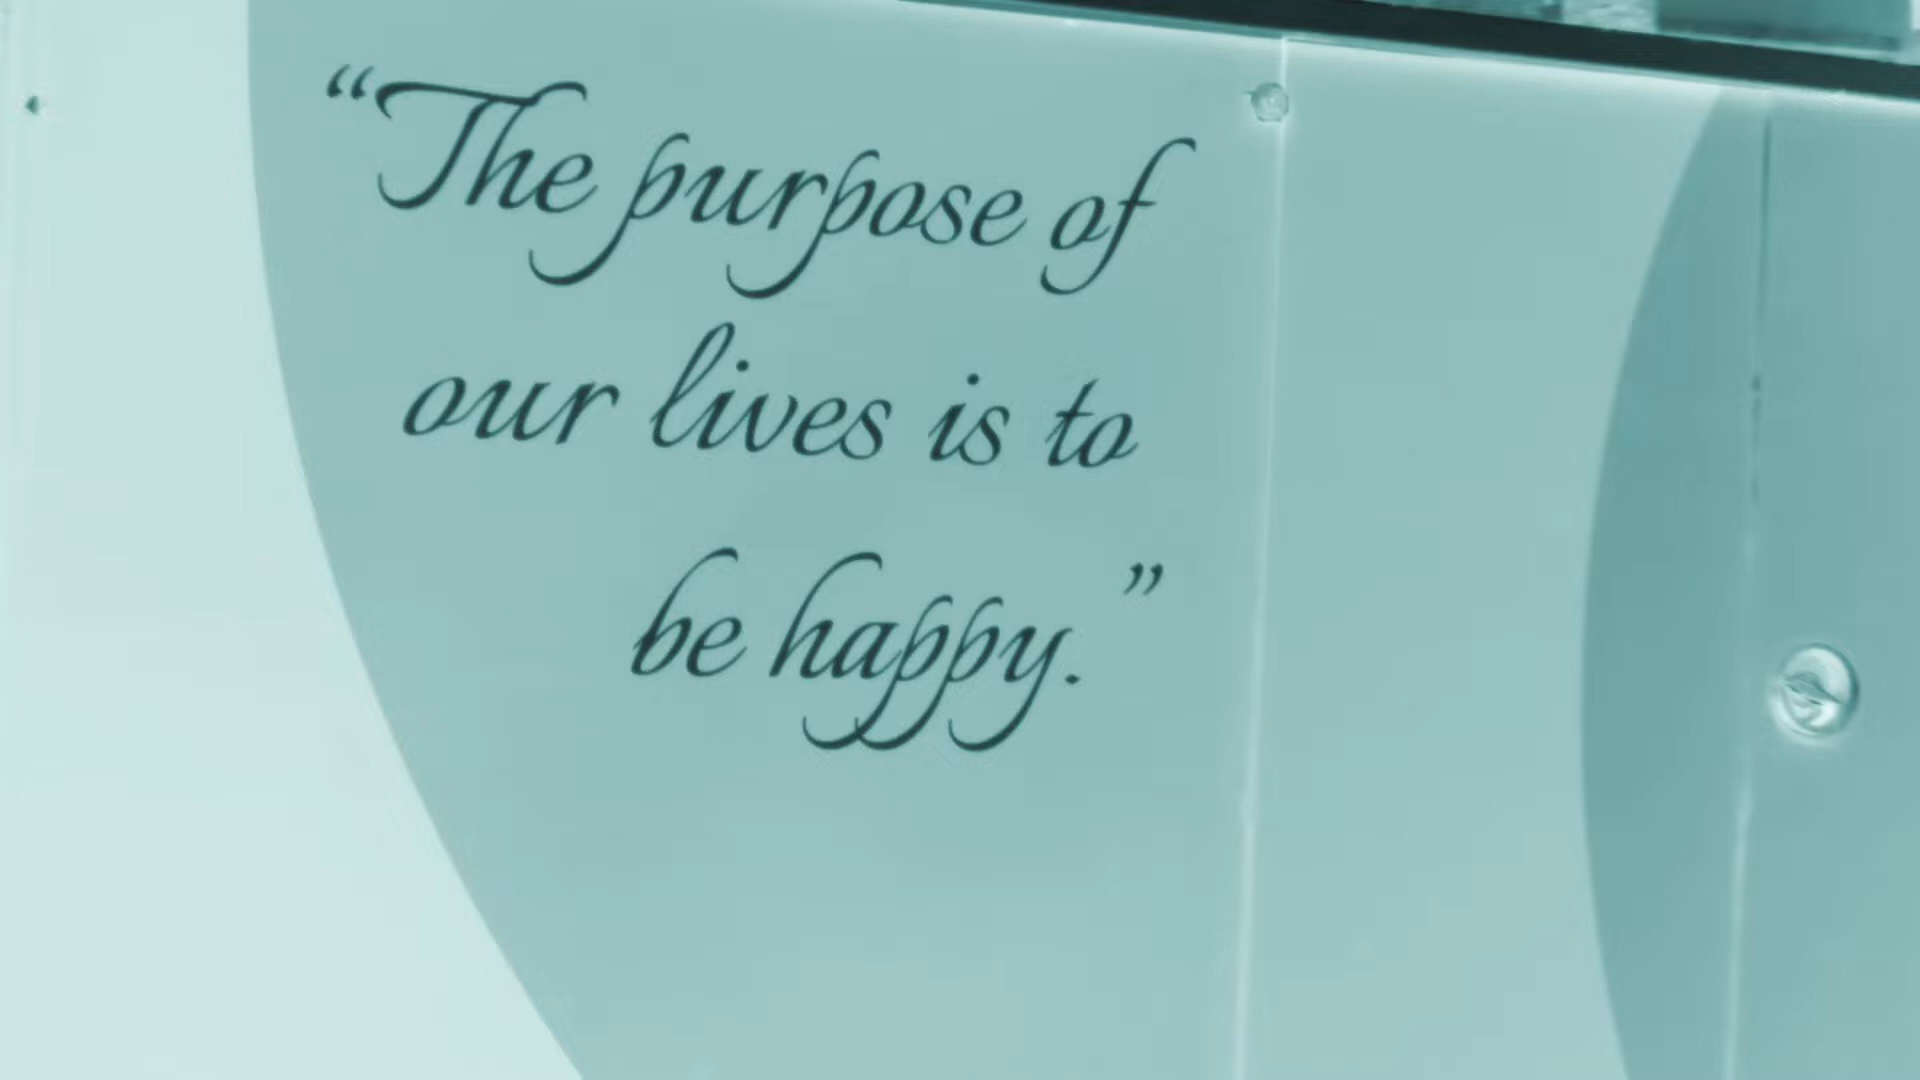 “The purpose of
our lives is to
be happy.”